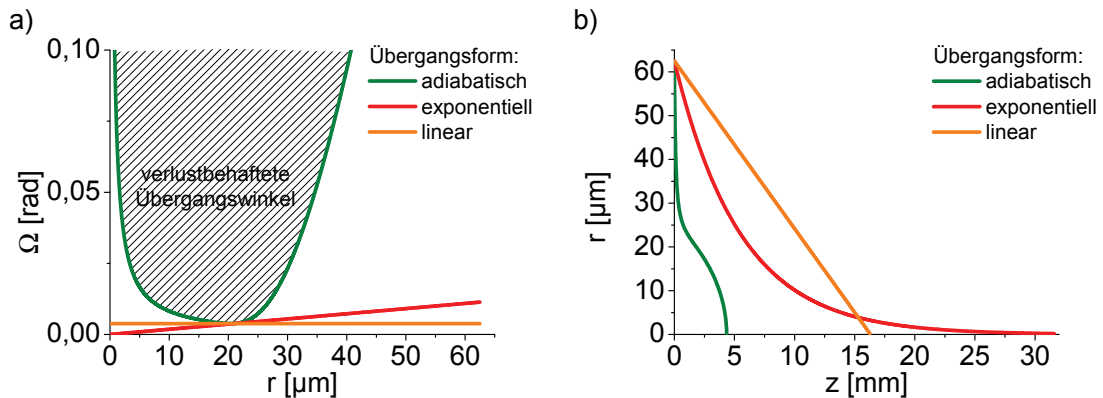 a)
0,10
0,05
0,00
Ω [rad]
0 10 20 30 40 50 60
r [µm]
verlustbehaftete
Übergangswinkel
Übergangsform:
adiabatisch
exponentiell
linear
b)
60
50
40
30
20
10
0
r [µm]
0 5 10 15 20 25 30
z [mm]
Übergangsform:
adiabatisch
exponentiell
linear